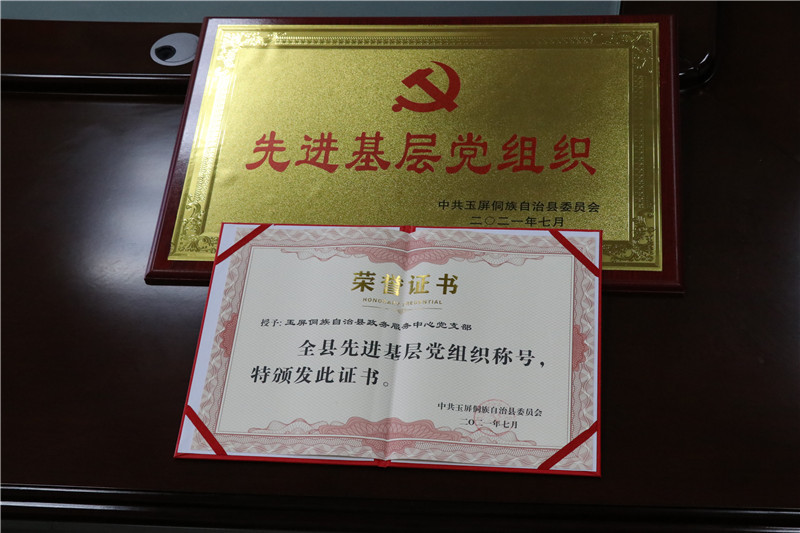 先进基层党组织
中共玉屏侗族自治县委员会
二〇二一年七月
荣誉证书
授予:玉屏侗族自治县政务服务中心党支部
全县先进基层党组织称号，
特颁发此证书。
中共玉屏侗族自治县委员会
二〇二一年七月